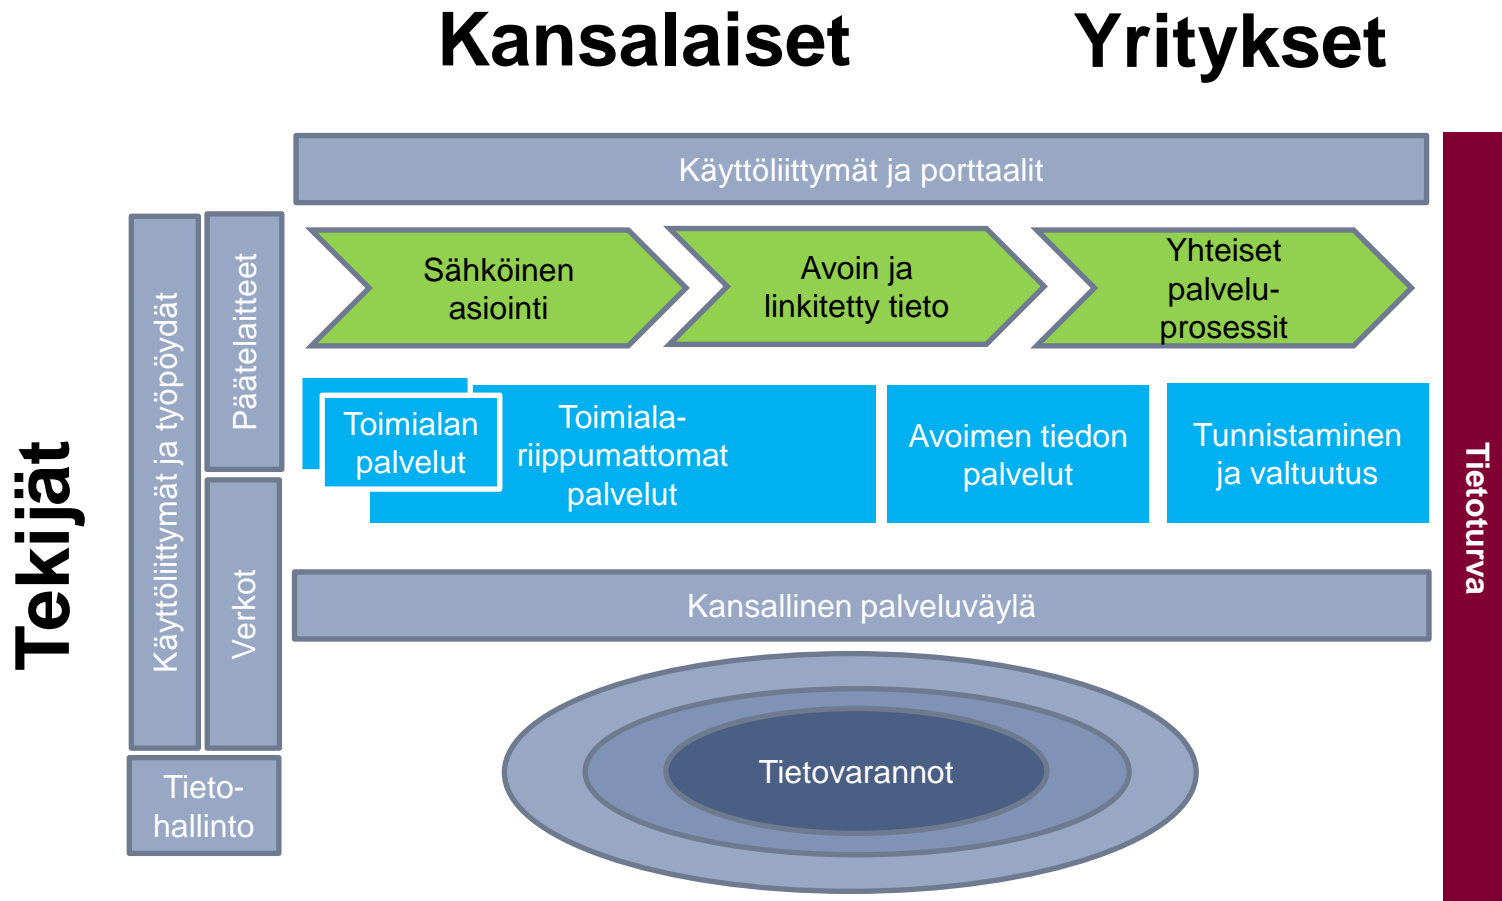 Kansalaiset
Yritykset
Käyttöliittymät ja porttaalit
Sähköinen
asiointi
Avoin ja
linkitetty tieto
Yhteiset
palvelu-
prosessit
Toimialan
palvelut
Toimiala-
riippumattomat
palvelut
Avoimen tiedon
palvelut
Tunnistaminen
ja valtuutus
Kansallinen palveluväylä
Tietovarannot
Tekijät
Käyttöliittymät ja työpöydät
Päätelaitteet
Verkot
Tieto-
hallinto
Tietoturva